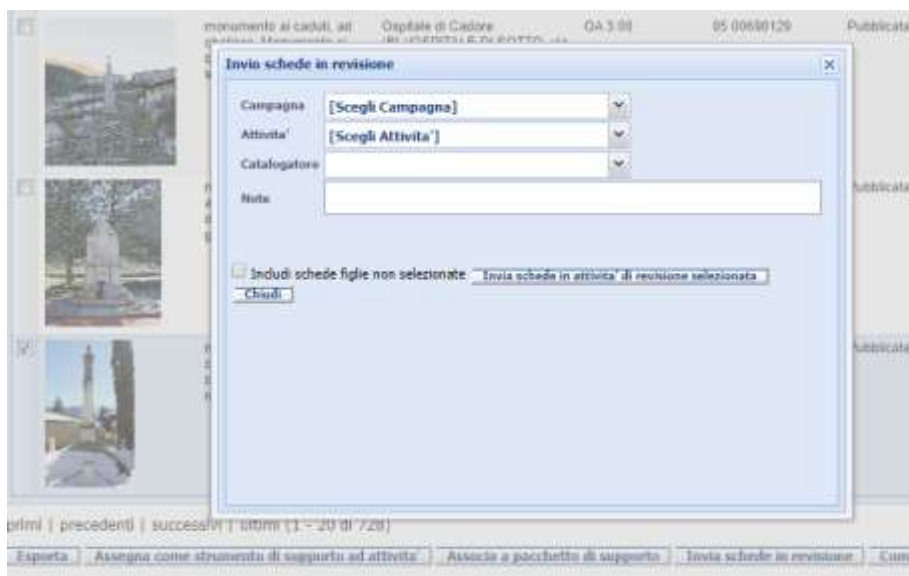 monumento ai caduti, ad
Ospitale di Cadore
OA 3.00
05 00690129
Pubblicata
Invio schede in revisione
Campagna
[Scegli Campagna]
Attivita'
[Scegli Attivita']
Catalogatore
Note
Pubblicata
Includi schede figlie non selezionate
Invia schede in attivita' di revisione selezionata
Chiudi
Pubblicata
primi | precedenti | successivi | ultimi (1 - 20 di 728)
Esporta
Assegna come strumento di supporto ad attivita'
Associa a pacchetto di supporto
Invia schede in revisione